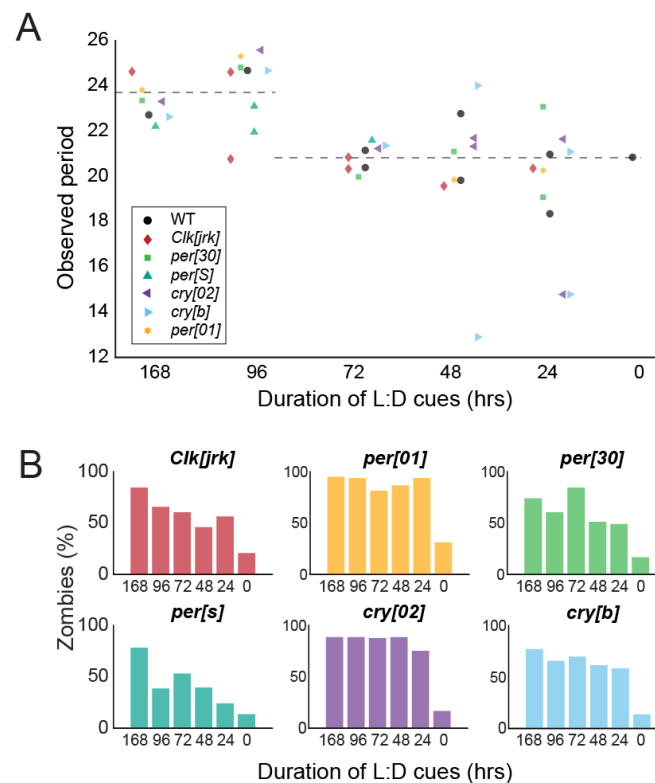 A
26
24
22
20
18
16
14
12
Observed period
WT
Clk[jrk]
per[30]
per[S]
cry[02]
cry[b]
per[01]
168 96 72 48 24 0
Duration of L:D cues (hrs)
B
Clk[jrk] per[01] per[30]
100 100 100
50 50 50
0 0 0
168 96 72 48 24 0 168 96 72 48 24 0 168 96 72 48 24 0
Zombies (%)
per[s] cry[02] cry[b]
100 100 100
50 50 50
0 0 0
168 96 72 48 24 0 168 96 72 48 24 0 168 96 72 48 24 0
Duration of L:D cues (hrs)